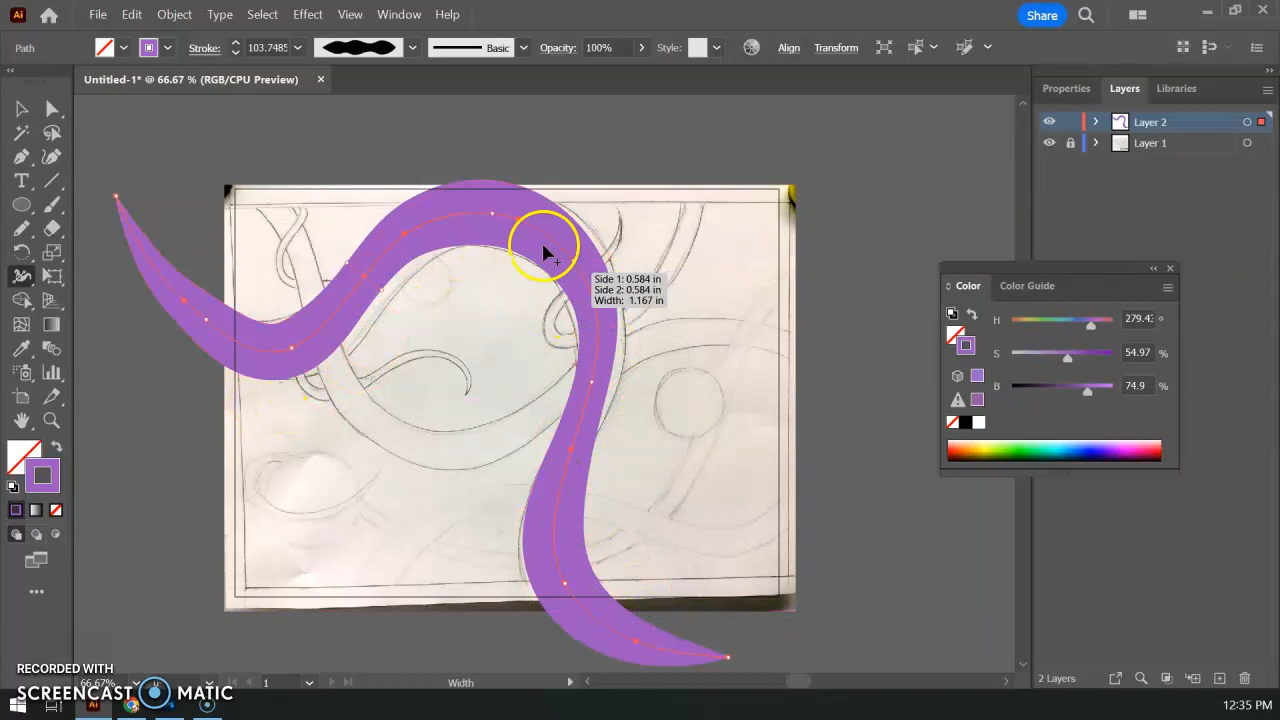 Ai File Edit Object Type Select Effect View Window Help Share
Path Stroke: 103.748 Basic Opacity: 100% Style: Align Transform
Untitled-1* @ 66.67 % (RGB/CPU Preview) ×
Properties Layers Libraries
Layer 2
Layer 1
Color Color Guide
H 279.43 °
S 54.97 %
B 74.9 %
Side 1: 0.584 in
Side 2: 0.584 in
Width: 1.167 in
RECORDED WITH
SCREENCAST MATIC
66.67% 1 Width 2 Layers
Ai 12:35 PM